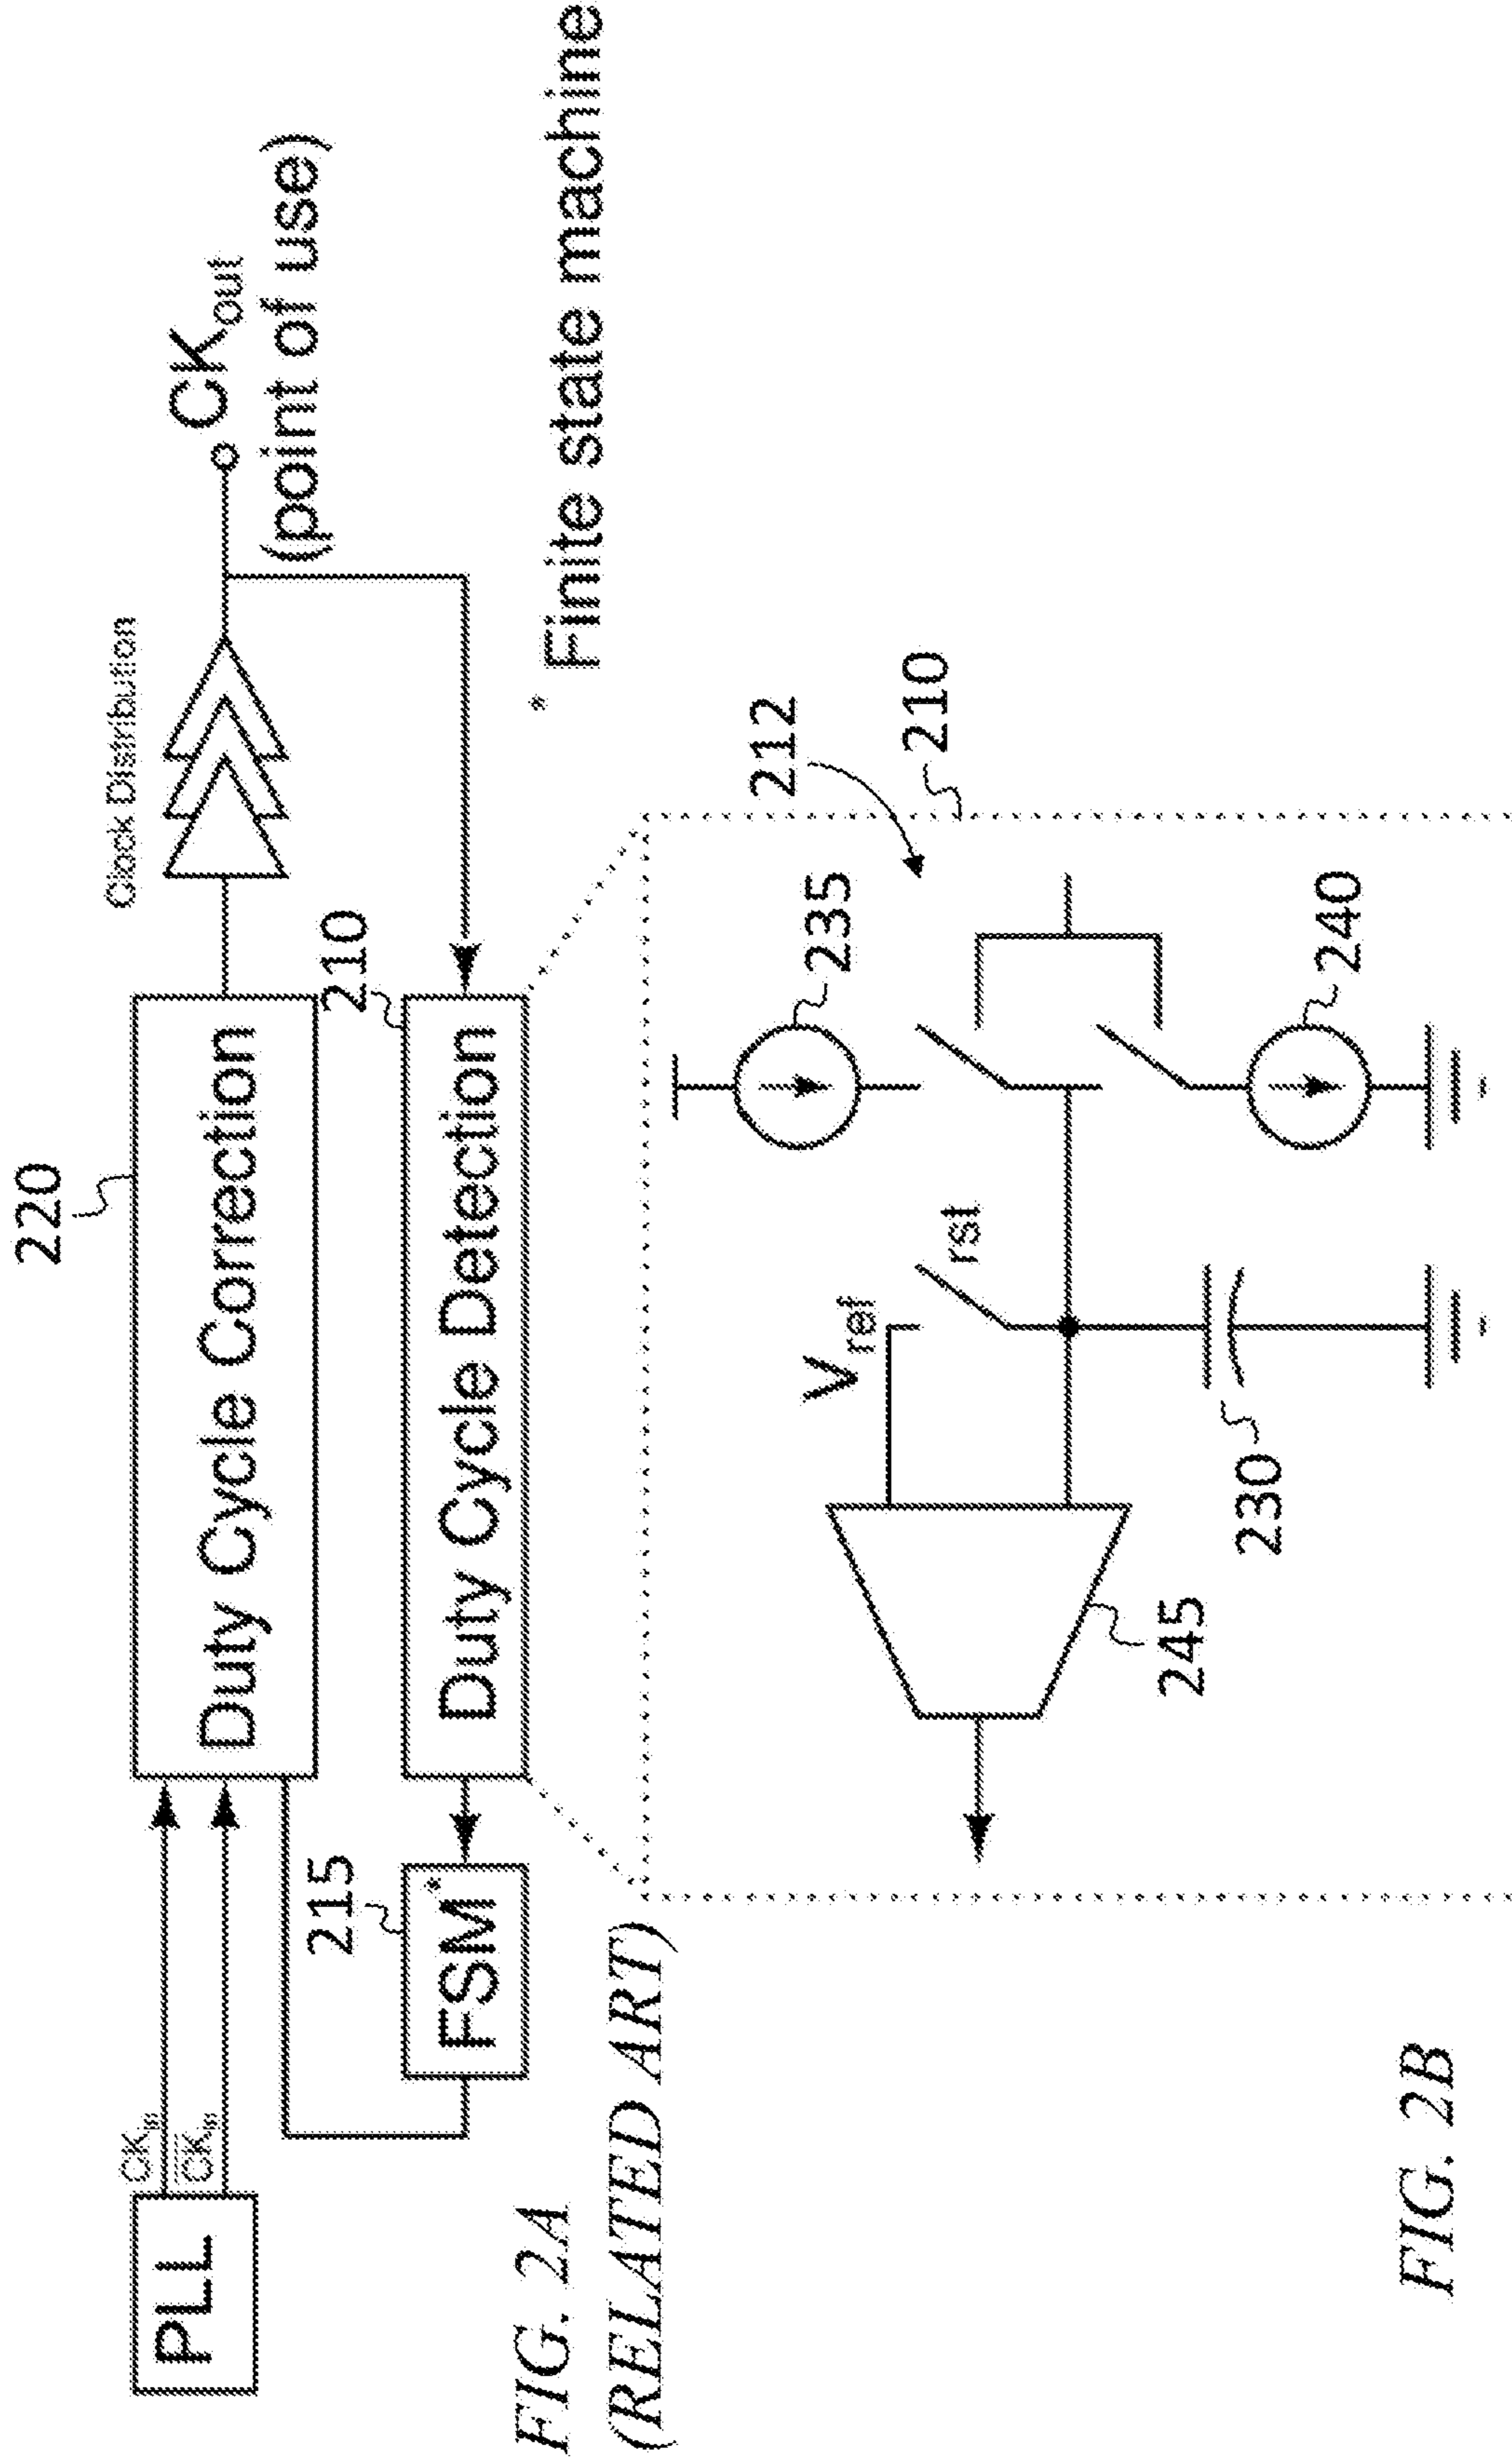 220
Clock Distribution
PLL
CKin
CKin
Duty Cycle Correction
CKout
(point of use)
215
210
FSM*
Duty Cycle Detection
* Finite state machine
FIG. 2A
(RELATED ART)
212
210
Vref
rst
235
245
230
240
FIG. 2B